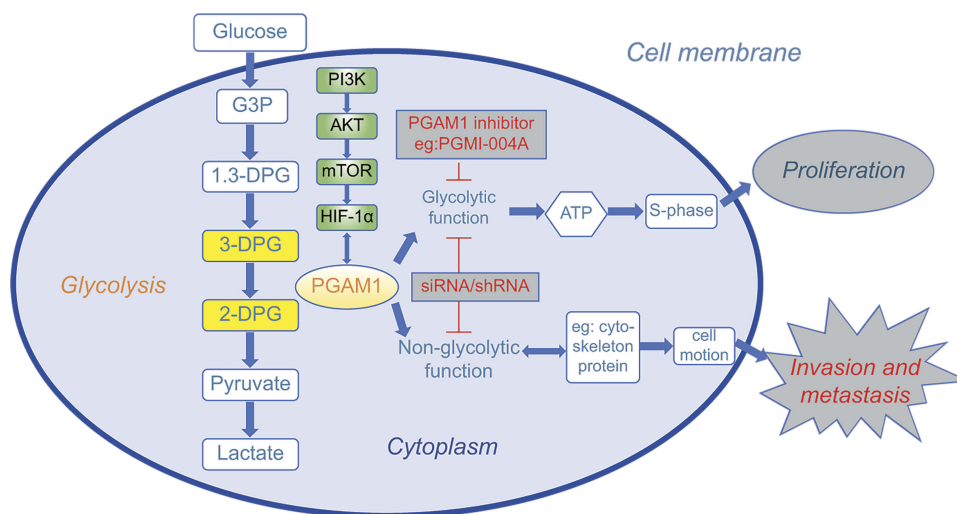 Glucose
Cell membrane
G3P
1.3-DPG
3-DPG
2-DPG
Pyruvate
Lactate
Glycolysis
PI3K
AKT
mTOR
HIF-1α
PGAM1
PGAM1 inhibitor
eg:PGMI-004A
Glycolytic
function
ATP
S-phase
Proliferation
siRNA/shRNA
Non-glycolytic
function
eg: cyto-
skeleton
protein
cell
motion
Invasion and
metastasis
Cytoplasm